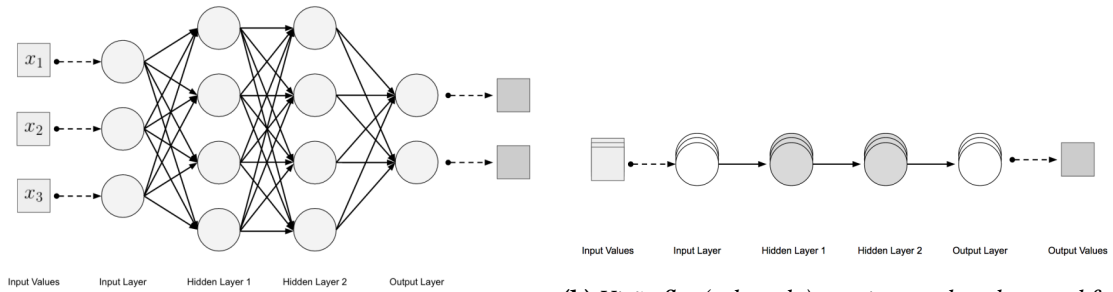 x1
x2
x3
Input Values Input Layer Hidden Layer 1 Hidden Layer 2 Output Layer
Input Values Input Layer Hidden Layer 1 Hidden Layer 2 Output Layer Output Values